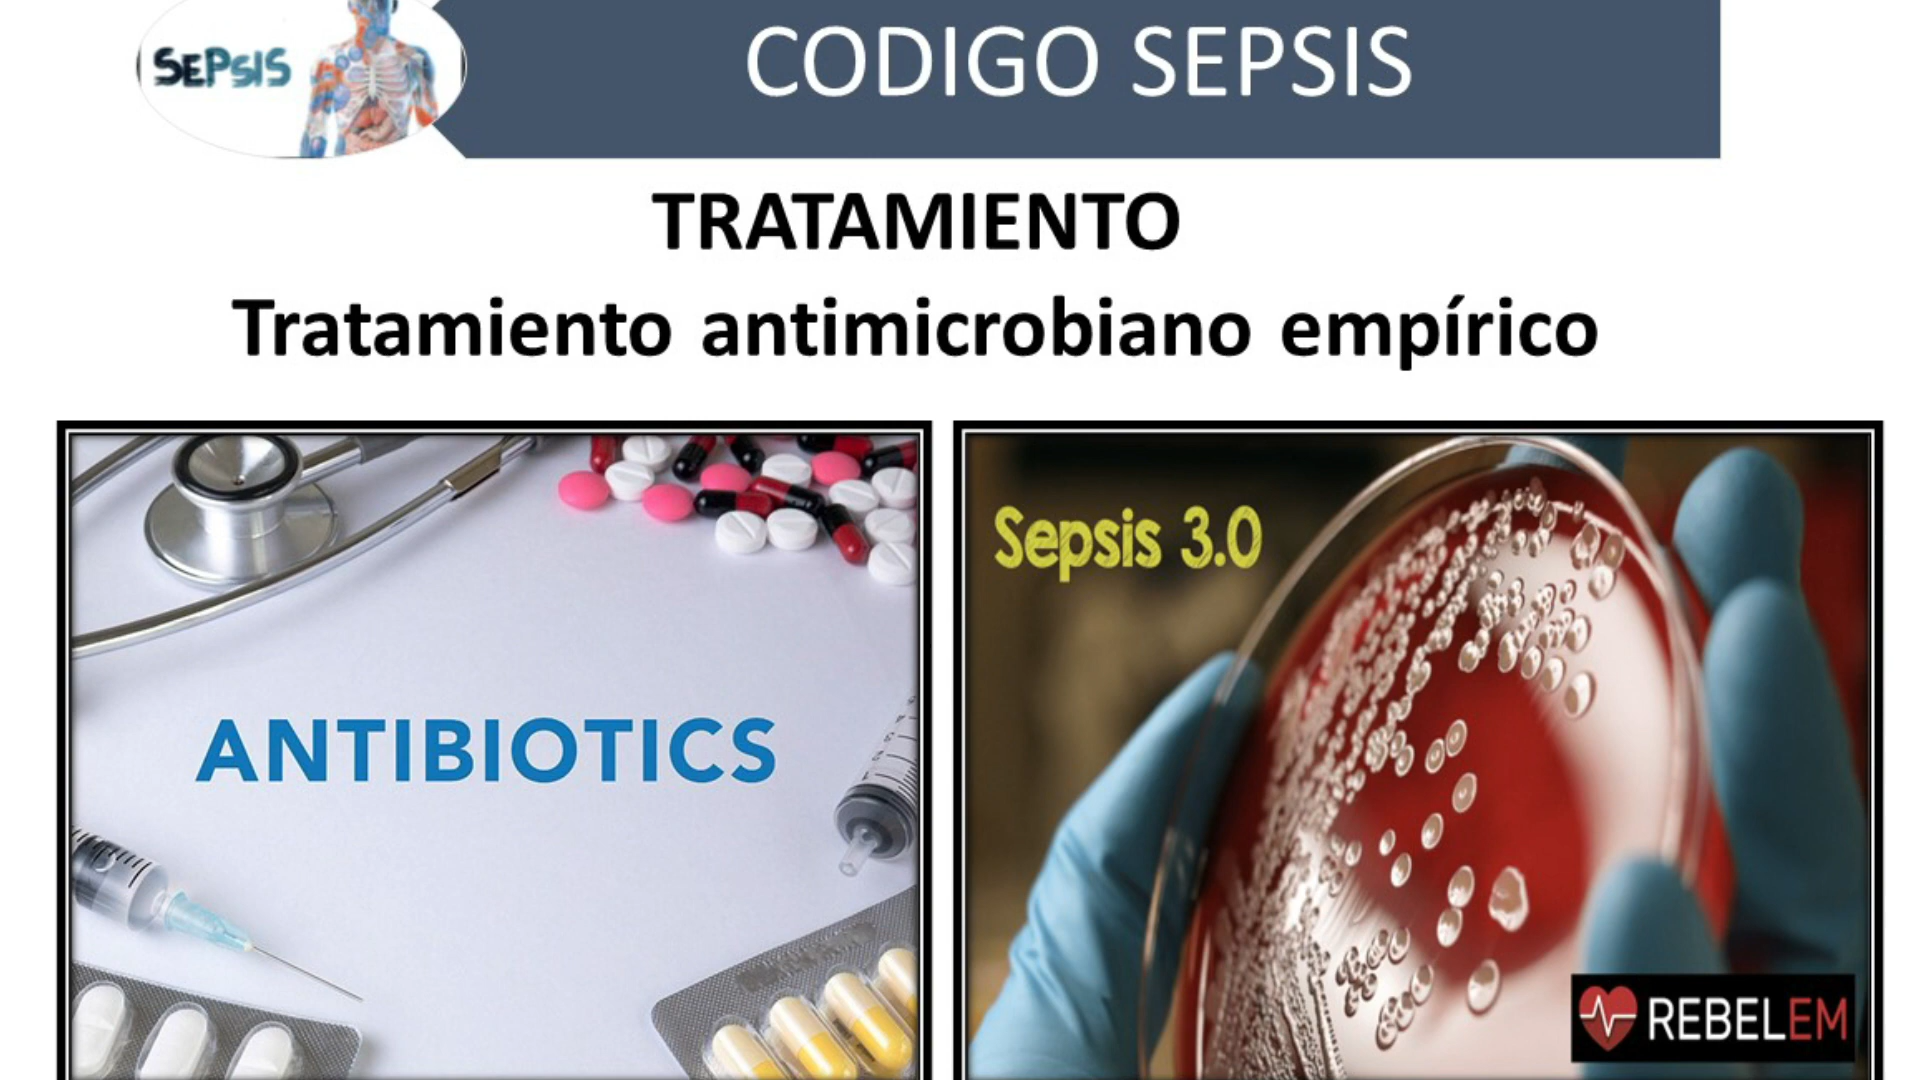 SEPSIS
CODIGO SEPSIS
TRATAMIENTO
Tratamiento antimicrobiano empírico
ANTIBIOTICS
Sepsis 3.0
REBELEM